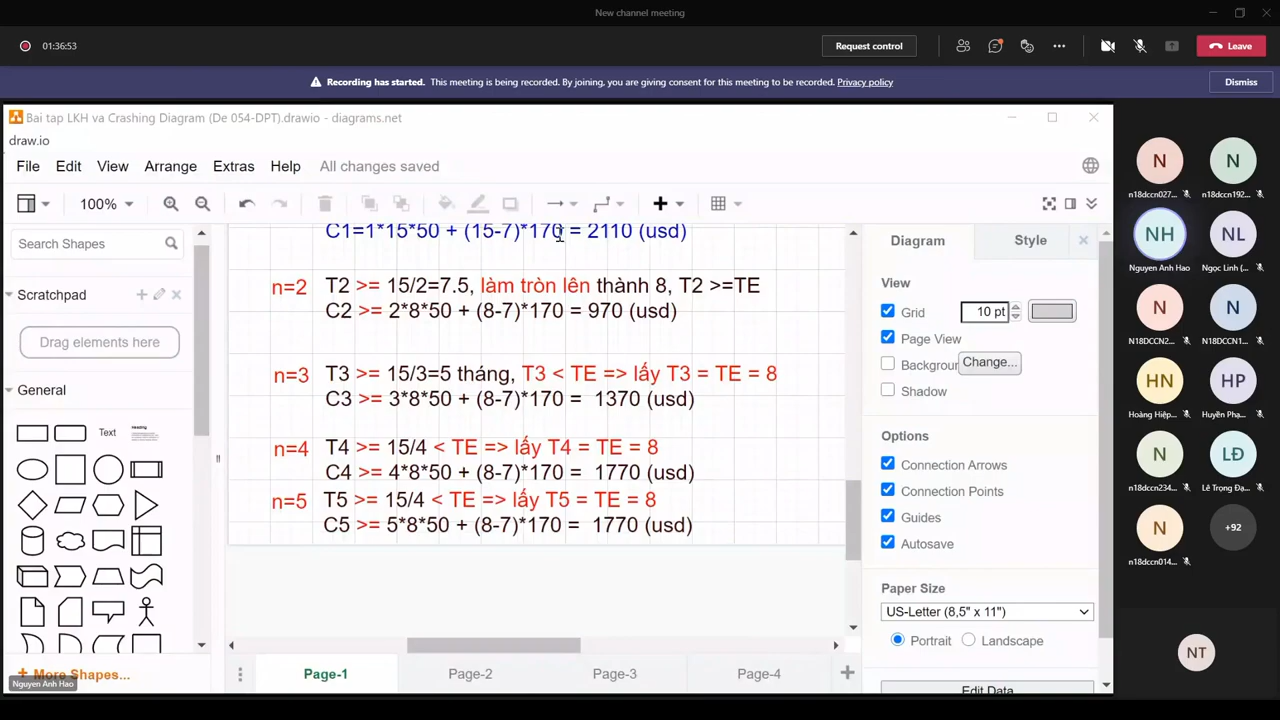 New channel meeting
01:36:53
Request control
Leave
Recording has started. This meeting is being recorded. By joining, you are giving consent for this meeting to be recorded. Privacy policy
Dismiss
Bai tap LKH va Crashing Diagram (De 054-DPT).drawio - diagrams.net
draw.io
File Edit View Arrange Extras Help All changes saved
100%
Search Shapes
Scratchpad
Drag elements here
General
Text
Heading
More Shapes...
Nguyen Anh Hao
C1=1*15*50 + (15-7)*170 = 2110 (usd)
n=2 T2 >= 15/2=7.5, làm tròn lên thành 8, T2 >=TE
C2 >= 2*8*50 + (8-7)*170 = 970 (usd)
n=3 T3 >= 15/3=5 tháng, T3 < TE => lấy T3 = TE = 8
C3 >= 3*8*50 + (8-7)*170 = 1370 (usd)
n=4 T4 >= 15/4 < TE => lấy T4 = TE = 8
C4 >= 4*8*50 + (8-7)*170 = 1770 (usd)
n=5 T5 >= 15/4 < TE => lấy T5 = TE = 8
C5 >= 5*8*50 + (8-7)*170 = 1770 (usd)
Page-1 Page-2 Page-3 Page-4
Diagram Style
View
Grid 10 pt
Page View
Backgroun Change...
Shadow
Options
Connection Arrows
Connection Points
Guides
Autosave
Paper Size
US-Letter (8,5" x 11")
Portrait Landscape
Edit Data
N N
n18dccn027... n18dccn192...
NH NL
Nguyen Anh Hao Ngọc Linh (...
N N
N18DCCN2... N18DCCN1...
HN HP
Hoàng Hiệp... Huyền Phạ...
N LĐ
n18dccn234... Lê Trọng Đạ...
N +92
n18dccn014...
NT